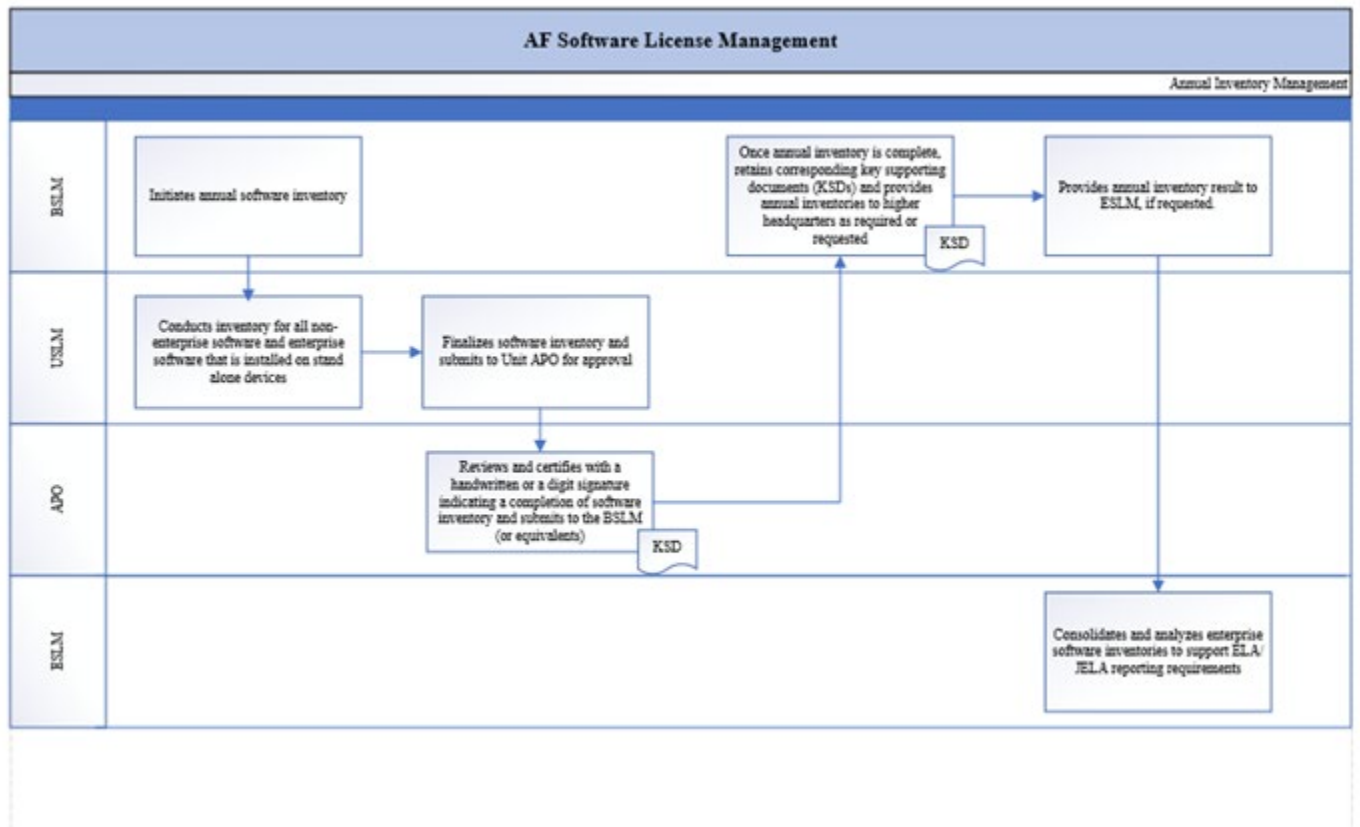 AF Software License Management
Annual Inventory Management
BSLM
Initiates annual software inventory
Once annual inventory is complete,
retains corresponding key supporting
documents (KSDs) and provides
annual inventories to higher
headquarters as required or
requested
KSD
Provides annual inventory result to
ESLM, if requested.
USLM
Conducts inventory for all non-
enterprise software and enterprise
software that is installed on stand
alone devices
Finalizes software inventory and
submits to Unit APO for approval
APO
Reviews and certifies with a
handwritten or a digit signature
indicating a completion of software
inventory and submits to the BSLM
(or equivalents)
KSD
ESLM
Consolidates and analyzes enterprise
software inventories to support ELA/
JELA reporting requirements